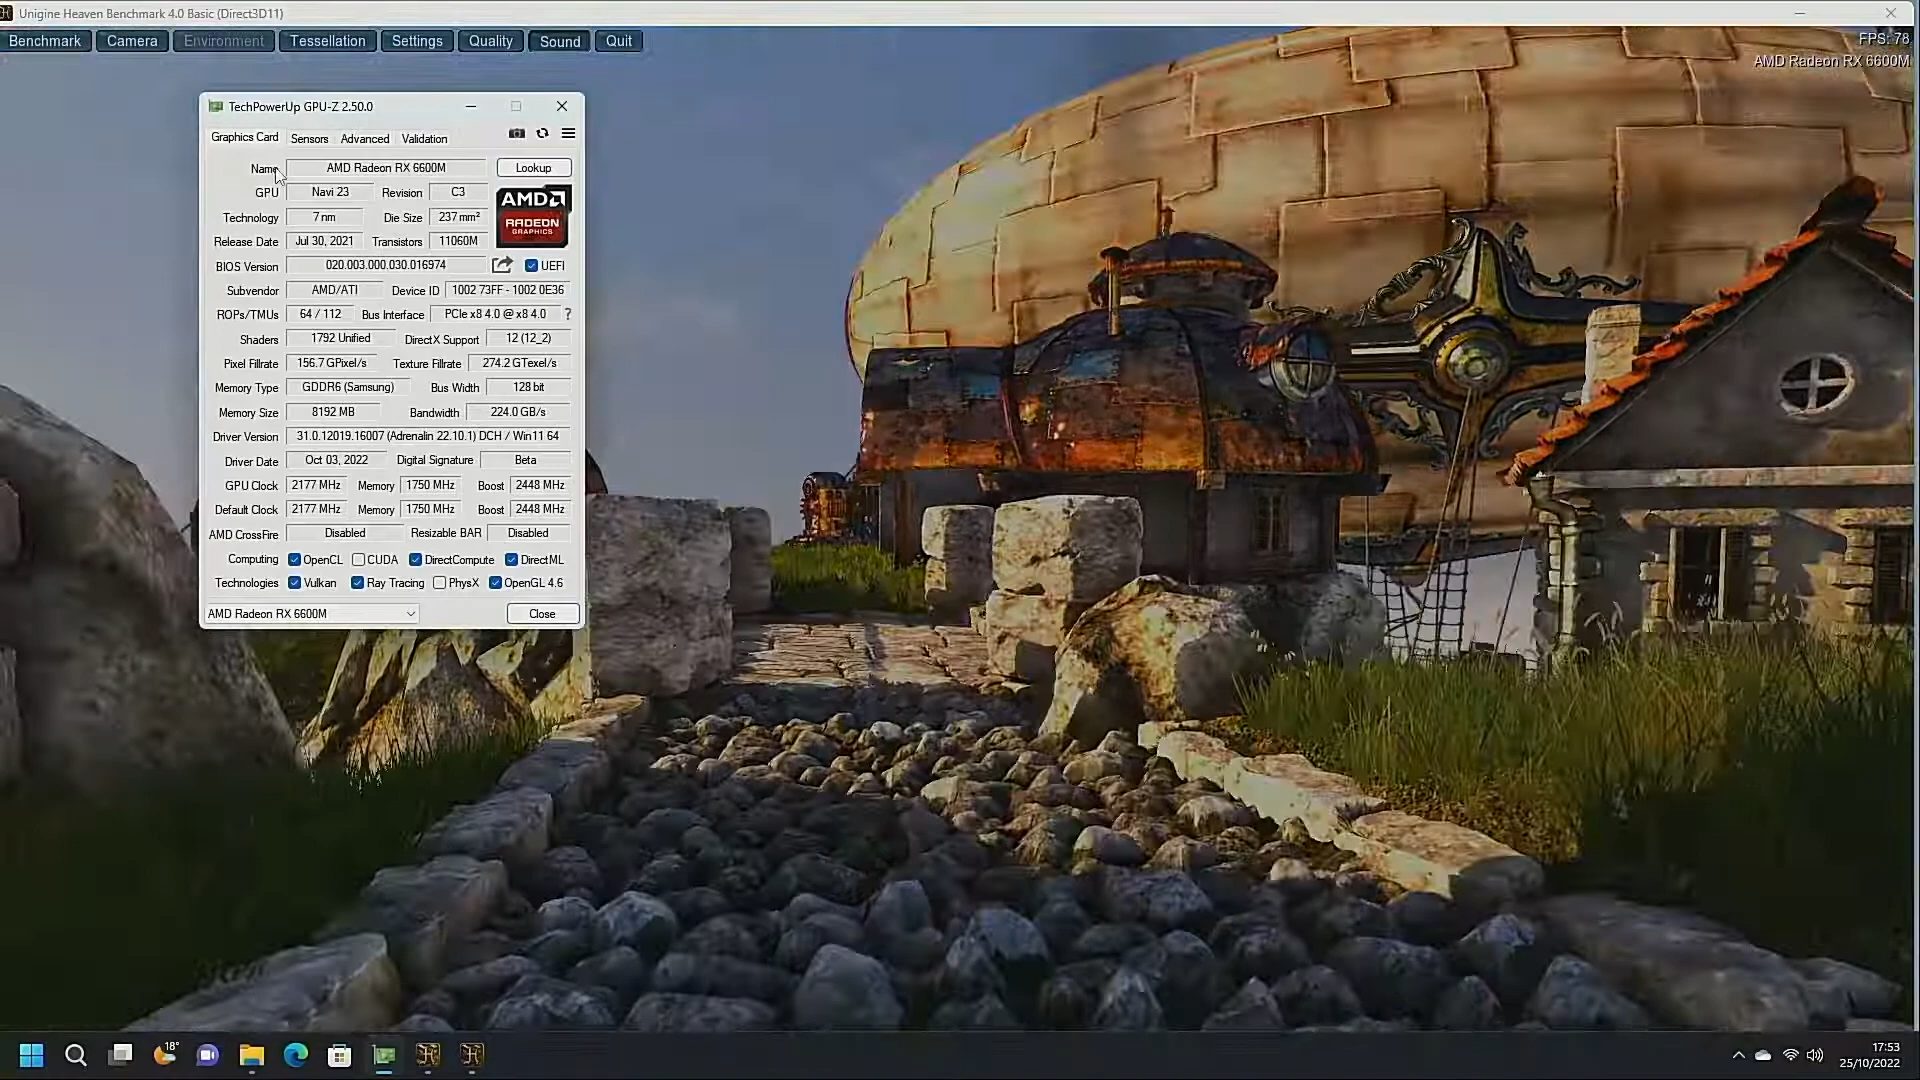 Unigine Heaven Benchmark 4.0 Basic (Direct3D11)
Benchmark Camera Environment Tessellation Settings Quality Sound Quit
FPS: 78
AMD Radeon RX 6600M
TechPowerUp GPU-Z 2.50.0
Graphics Card Sensors Advanced Validation
Name AMD Radeon RX 6600M Lookup
GPU Navi 23 Revision C3
AMD
RADEON
GRAPHICS
Technology 7 nm Die Size 237 mm²
Release Date Jul 30, 2021 Transistors 11060M
BIOS Version 020.003.000.030.016974 UEFI
Subvendor AMD/ATI Device ID 1002 73FF - 1002 0E36
ROPs/TMUs 64 / 112 Bus Interface PCIe x8 4.0 @ x8 4.0 ?
Shaders 1792 Unified DirectX Support 12 (12_2)
Pixel Fillrate 156.7 GPixel/s Texture Fillrate 274.2 GTexel/s
Memory Type GDDR6 (Samsung) Bus Width 128 bit
Memory Size 8192 MB Bandwidth 224.0 GB/s
Driver Version 31.0.12019.16007 (Adrenalin 22.10.1) DCH / Win11 64
Driver Date Oct 03, 2022 Digital Signature Beta
GPU Clock 2177 MHz Memory 1750 MHz Boost 2448 MHz
Default Clock 2177 MHz Memory 1750 MHz Boost 2448 MHz
AMD CrossFire Disabled Resizable BAR Disabled
Computing OpenCL CUDA DirectCompute DirectML
Technologies Vulkan Ray Tracing PhysX OpenGL 4.6
AMD Radeon RX 6600M Close
18°
17:53
25/10/2022